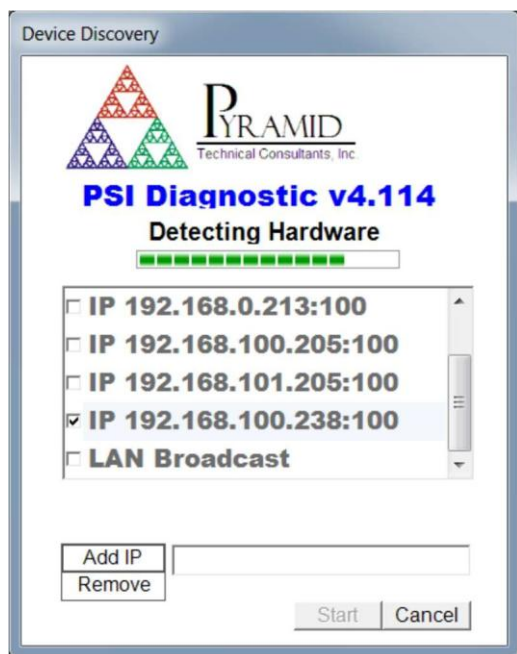 Device Discovery
PYRAMID
Technical Consultants, Inc.
PSI Diagnostic v4.114
Detecting Hardware
IP 192.168.0.213:100
IP 192.168.100.205:100
IP 192.168.101.205:100
IP 192.168.100.238:100
LAN Broadcast
Add IP
Remove
Start Cancel